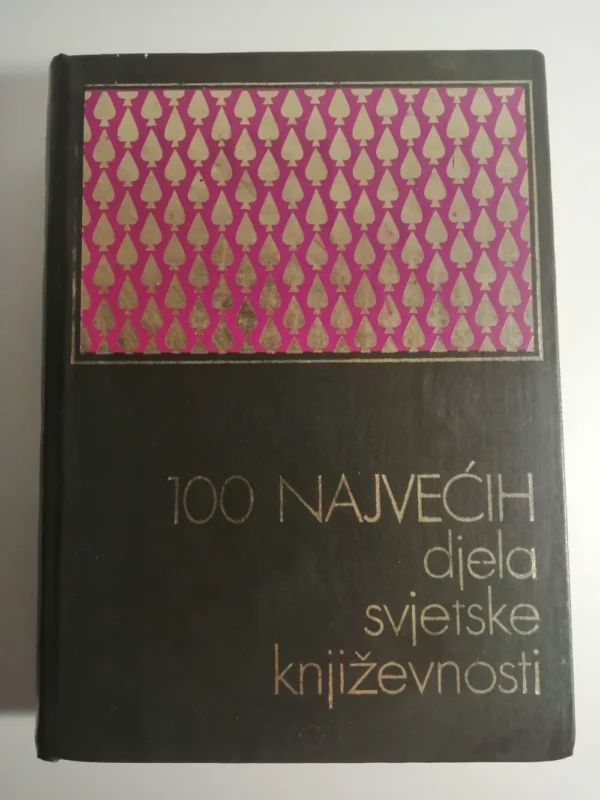 100 NAJVEĆIH
djela
svjetske
književnosti